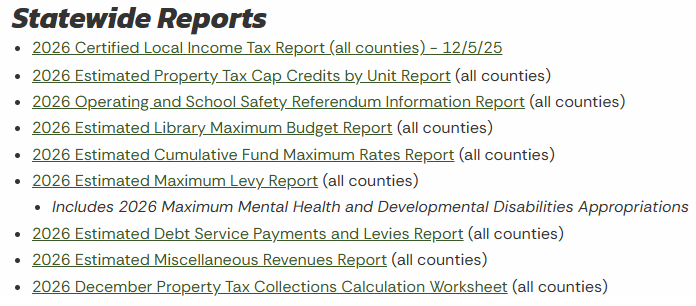 Statewide Reports
• 2026 Certified Local Income Tax Report (all counties) – 12/5/25
• 2026 Estimated Property Tax Cap Credits by Unit Report (all counties)
• 2026 Operating and School Safety Referendum Information Report (all counties)
• 2026 Estimated Library Maximum Budget Report (all counties)
• 2026 Estimated Cumulative Fund Maximum Rates Report (all counties)
• 2026 Estimated Maximum Levy Report (all counties)
• Includes 2026 Maximum Mental Health and Developmental Disabilities Appropriations
• 2026 Estimated Debt Service Payments and Levies Report (all counties)
• 2026 Estimated Miscellaneous Revenues Report (all counties)
• 2026 December Property Tax Collections Calculation Worksheet (all counties)